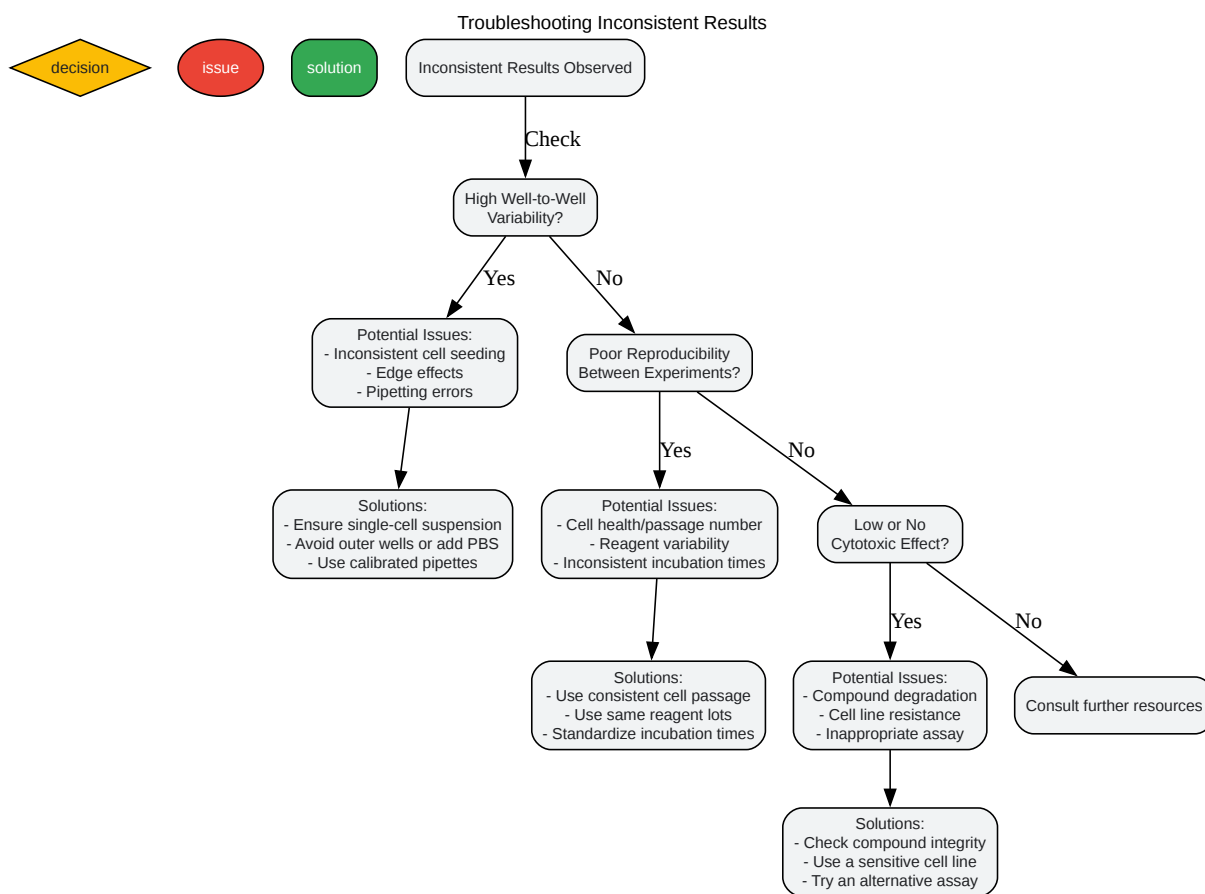 Troubleshooting Inconsistent Results
decision
issue
solution
Inconsistent Results Observed
Check
High Well-to-Well
Variability?
Yes
No
Potential Issues:
- Inconsistent cell seeding
- Edge effects
- Pipetting errors
Poor Reproducibility
Between Experiments?
Yes
No
Solutions:
- Ensure single-cell suspension
- Avoid outer wells or add PBS
- Use calibrated pipettes
Potential Issues:
- Cell health/passage number
- Reagent variability
- Inconsistent incubation times
Low or No
Cytotoxic Effect?
Yes
No
Solutions:
- Use consistent cell passage
- Use same reagent lots
- Standardize incubation times
Potential Issues:
- Compound degradation
- Cell line resistance
- Inappropriate assay
Consult further resources
Solutions:
- Check compound integrity
- Use a sensitive cell line
- Try an alternative assay